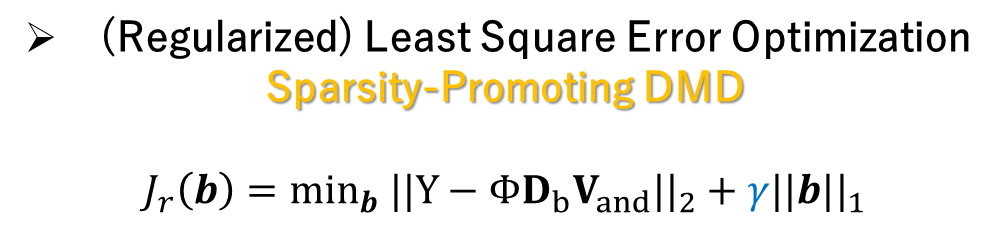 ➢ (Regularized) Least Square Error Optimization
Sparsity-Promoting DMD
J_r(b) = min_b ||Y − ΦD_bV_and||_2 + γ||b||_1